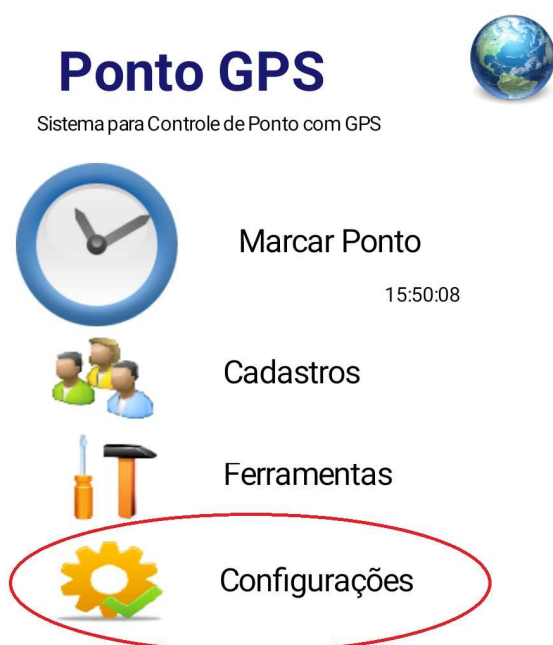 Ponto GPS
Sistema para Controle de Ponto com GPS
Marcar Ponto
15:50:08
Cadastros
Ferramentas
Configurações